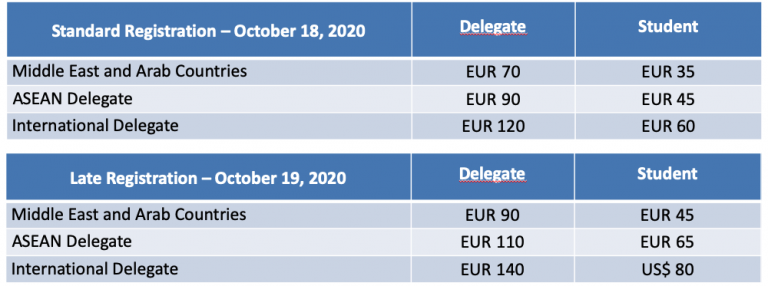 Standard Registration – October 18, 2020 Delegate Student
Middle East and Arab Countries EUR 70 EUR 35
ASEAN Delegate EUR 90 EUR 45
International Delegate EUR 120 EUR 60
Late Registration – October 19, 2020 Delegate Student
Middle East and Arab Countries EUR 90 EUR 45
ASEAN Delegate EUR 110 EUR 65
International Delegate EUR 140 US$ 80